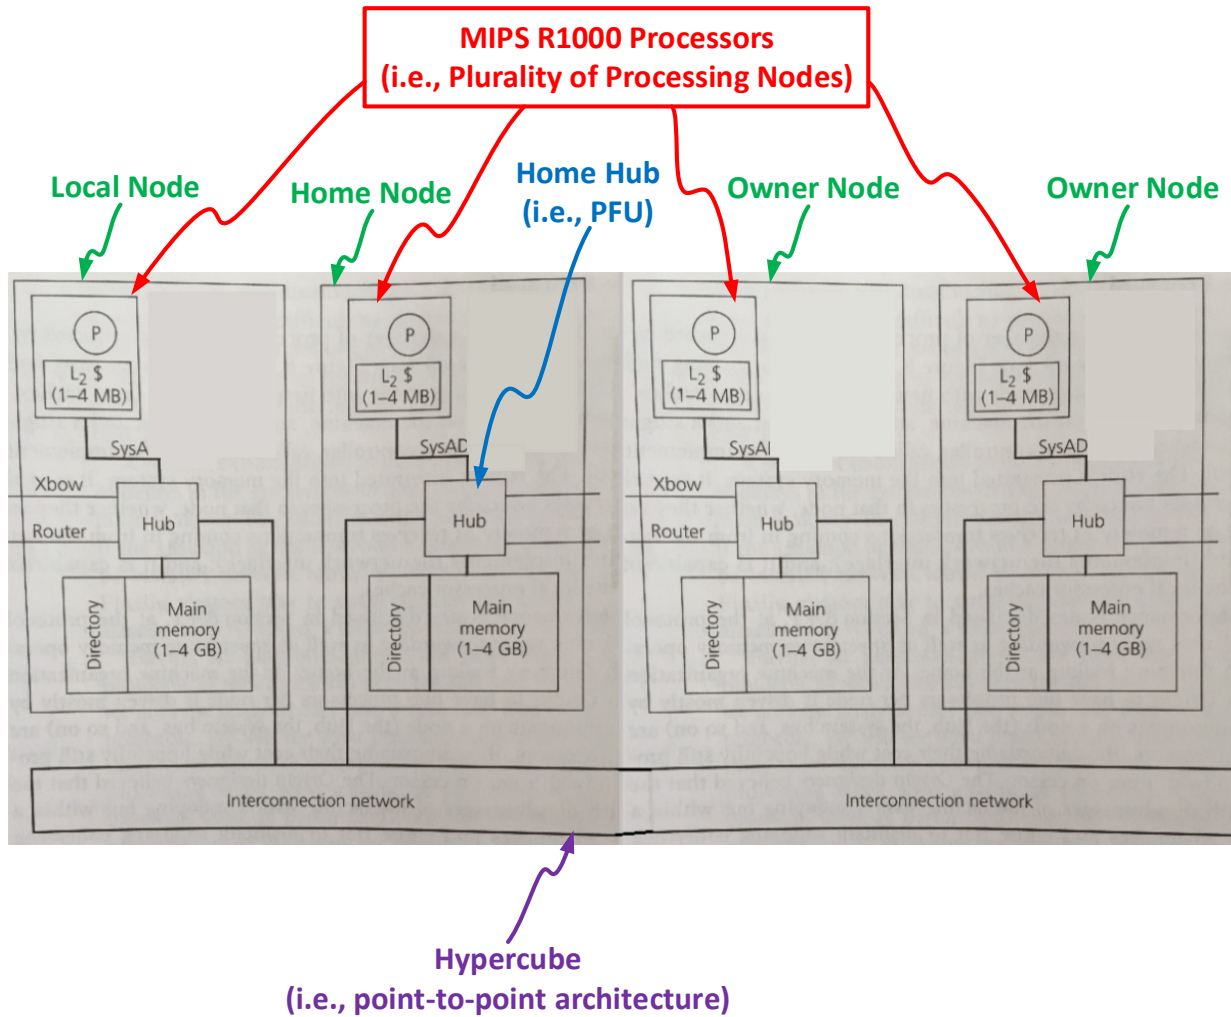 MIPS R1000 Processors
(i.e., Plurality of Processing Nodes)
Local Node
Home Node
Home Hub
(i.e., PFU)
Owner Node
Owner Node
P
L2 $
(1–4 MB)
SysA
Xbow
Router
Hub
Directory
Main
memory
(1–4 GB)
P
L2 $
(1–4 MB)
SysAD
Hub
Directory
Main
memory
(1–4 GB)
Interconnection network
P
L2 $
(1–4 MB)
SysA
Xbow
Router
Hub
Directory
Main
memory
(1–4 GB)
P
L2 $
(1–4 MB)
SysAD
Hub
Directory
Main
memory
(1–4 GB)
Interconnection network
Hypercube
(i.e., point-to-point architecture)